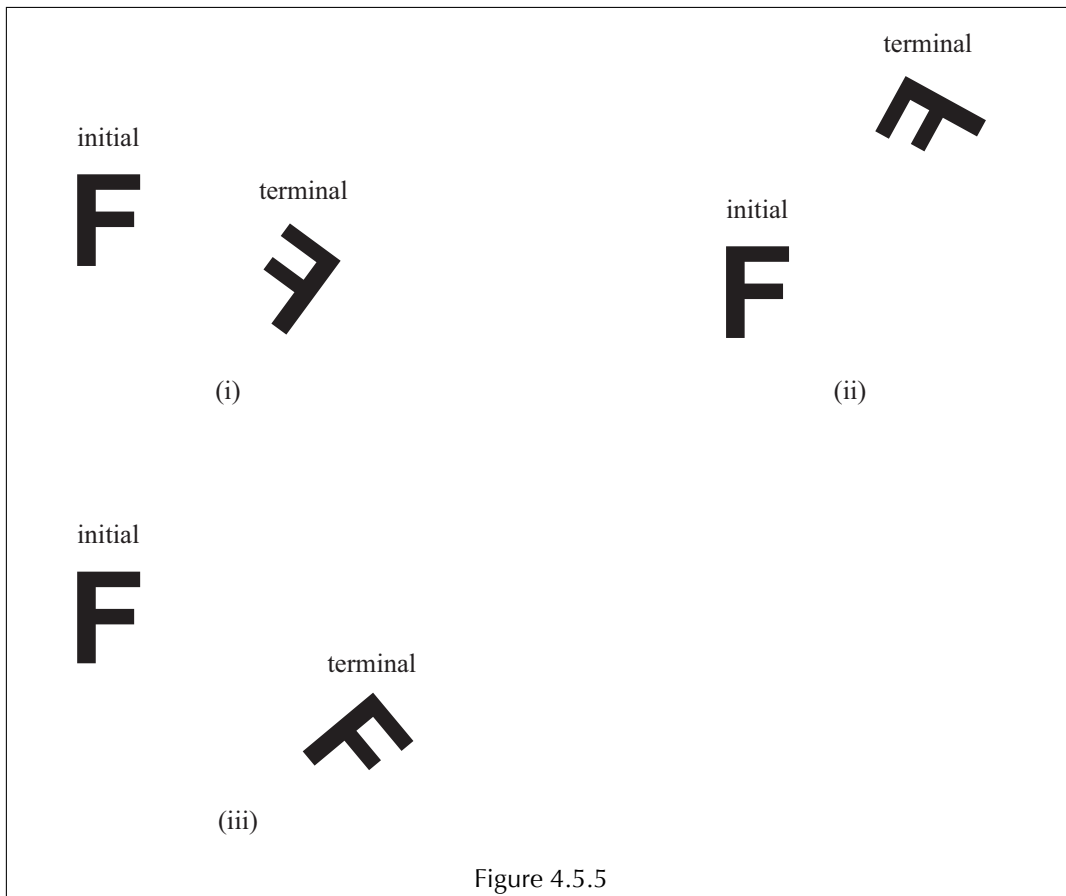 terminal
initial
F
terminal
F
initial
F
F
(i)
(ii)
initial
F
terminal
F
(iii)
Figure 4.5.5